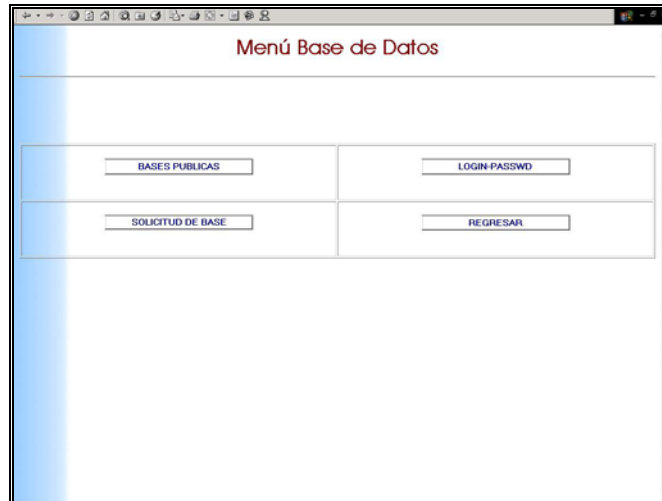 Menú Base de Datos
BASES PUBLICAS
LOGIN-PASSWD
SOLICITUD DE BASE
REGRESAR